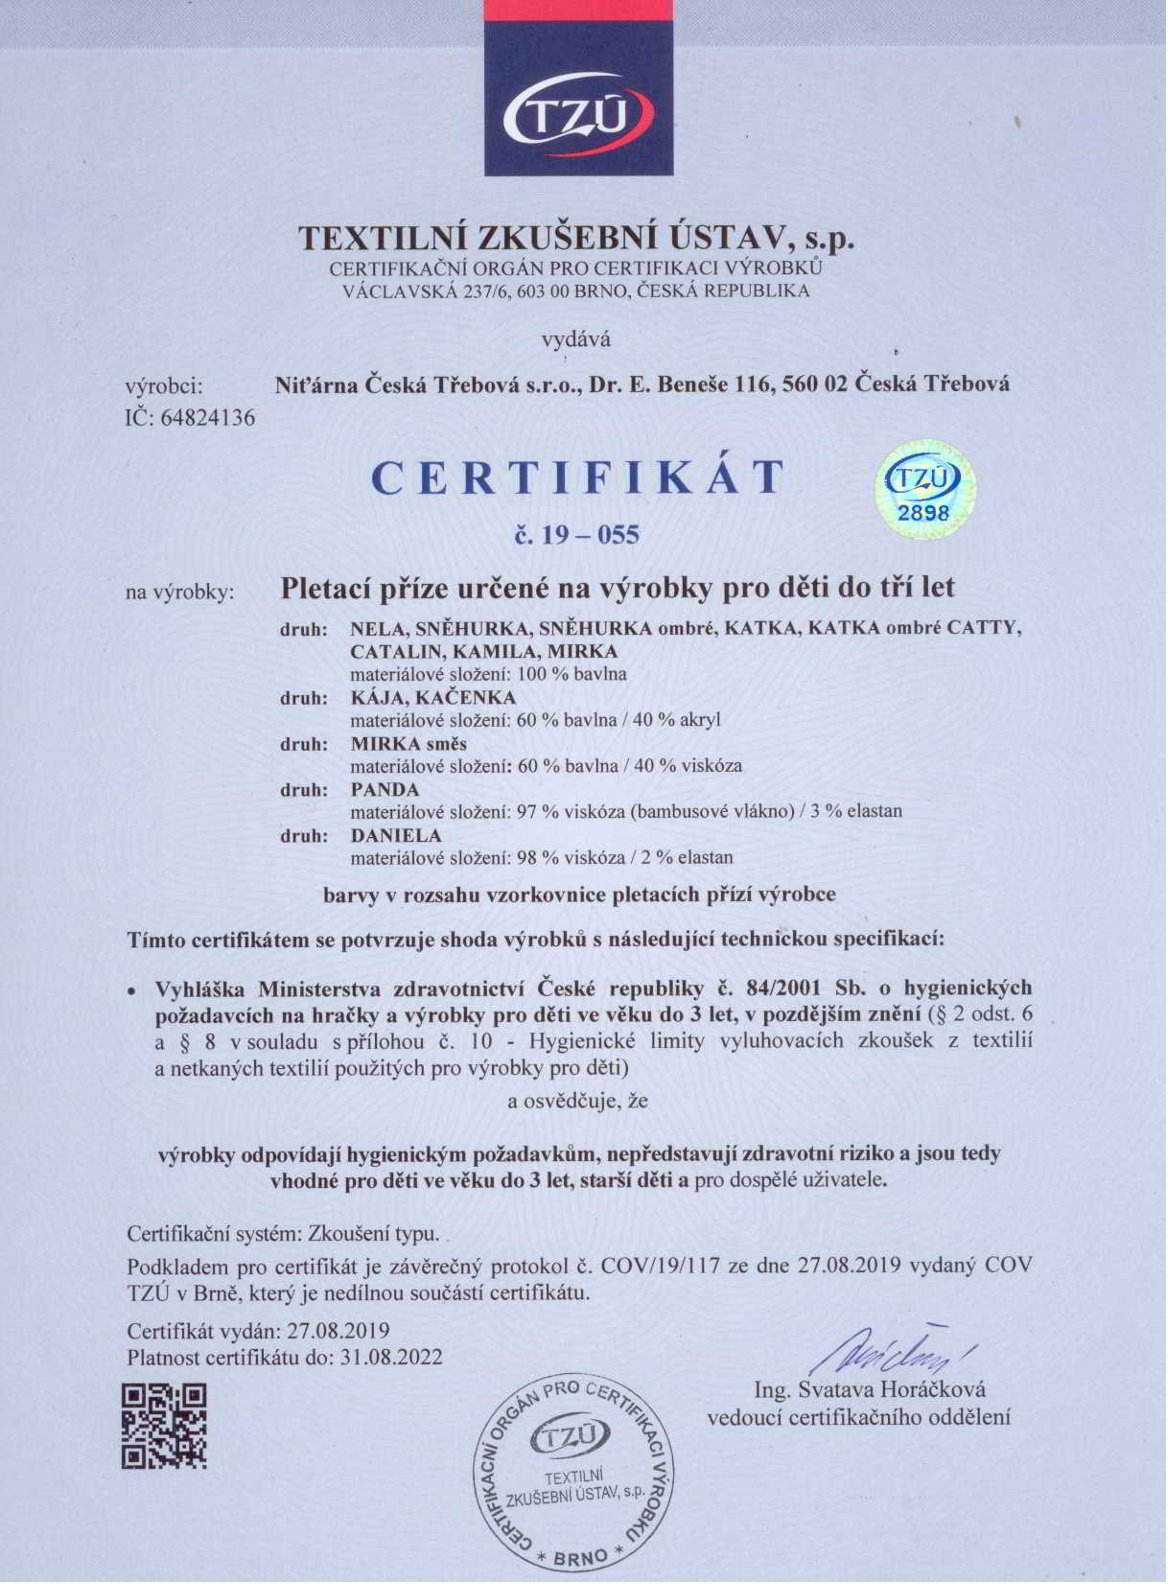 TZÚ
TEXTILNÍ ZKUŠEBNÍ ÚSTAV, s.p.
CERTIFIKAČNÍ ORGÁN PRO CERTIFIKACI VÝROBKŮ
VÁCLAVSKÁ 237/6, 603 00 BRNO, ČESKÁ REPUBLIKA
vydává
výrobci: Niťárna Česká Třebová s.r.o., Dr. E. Beneše 116, 560 02 Česká Třebová
IČ: 64824136
CERTIFIKÁT
TZÚ
2898
č. 19 – 055
na výrobky: Pletací příze určené na výrobky pro děti do tří let
druh: NELA, SNĚHURKA, SNĚHURKA ombré, KATKA, KATKA ombré CATTY,
CATALIN, KAMILA, MIRKA
materiálové složení: 100 % bavlna
druh: KÁJA, KAČENKA
materiálové složení: 60 % bavlna / 40 % akryl
druh: MIRKA směs
materiálové složení: 60 % bavlna / 40 % viskóza
druh: PANDA
materiálové složení: 97 % viskóza (bambusové vlákno) / 3 % elastan
druh: DANIELA
materiálové složení: 98 % viskóza / 2 % elastan
barvy v rozsahu vzorkovnice pletacích přízí výrobce
Tímto certifikátem se potvrzuje shoda výrobků s následující technickou specifikací:
• Vyhláška Ministerstva zdravotnictví České republiky č. 84/2001 Sb. o hygienických
požadavcích na hračky a výrobky pro děti ve věku do 3 let, v pozdějším znění (§ 2 odst. 6
a § 8 v souladu s přílohou č. 10 - Hygienické limity vyluhovacích zkoušek z textilií
a netkaných textilií použitých pro výrobky pro děti)
a osvědčuje, že
výrobky odpovídají hygienickým požadavkům, nepředstavují zdravotní riziko a jsou tedy
vhodné pro děti ve věku do 3 let, starší děti a pro dospělé uživatele.
Certifikační systém: Zkoušení typu.
Podkladem pro certifikát je závěrečný protokol č. COV/19/117 ze dne 27.08.2019 vydaný COV
TZÚ v Brně, který je nedílnou součástí certifikátu.
Certifikát vydán: 27.08.2019
Platnost certifikátu do: 31.08.2022
Ing. Svatava Horáčková
vedoucí certifikačního oddělení
CERTIFIKAČNÍ ORGÁN PRO CERTIFIKACI VÝROBKŮ
TZÚ
TEXTILNÍ
ZKUŠEBNÍ ÚSTAV, s.p.
* BRNO *